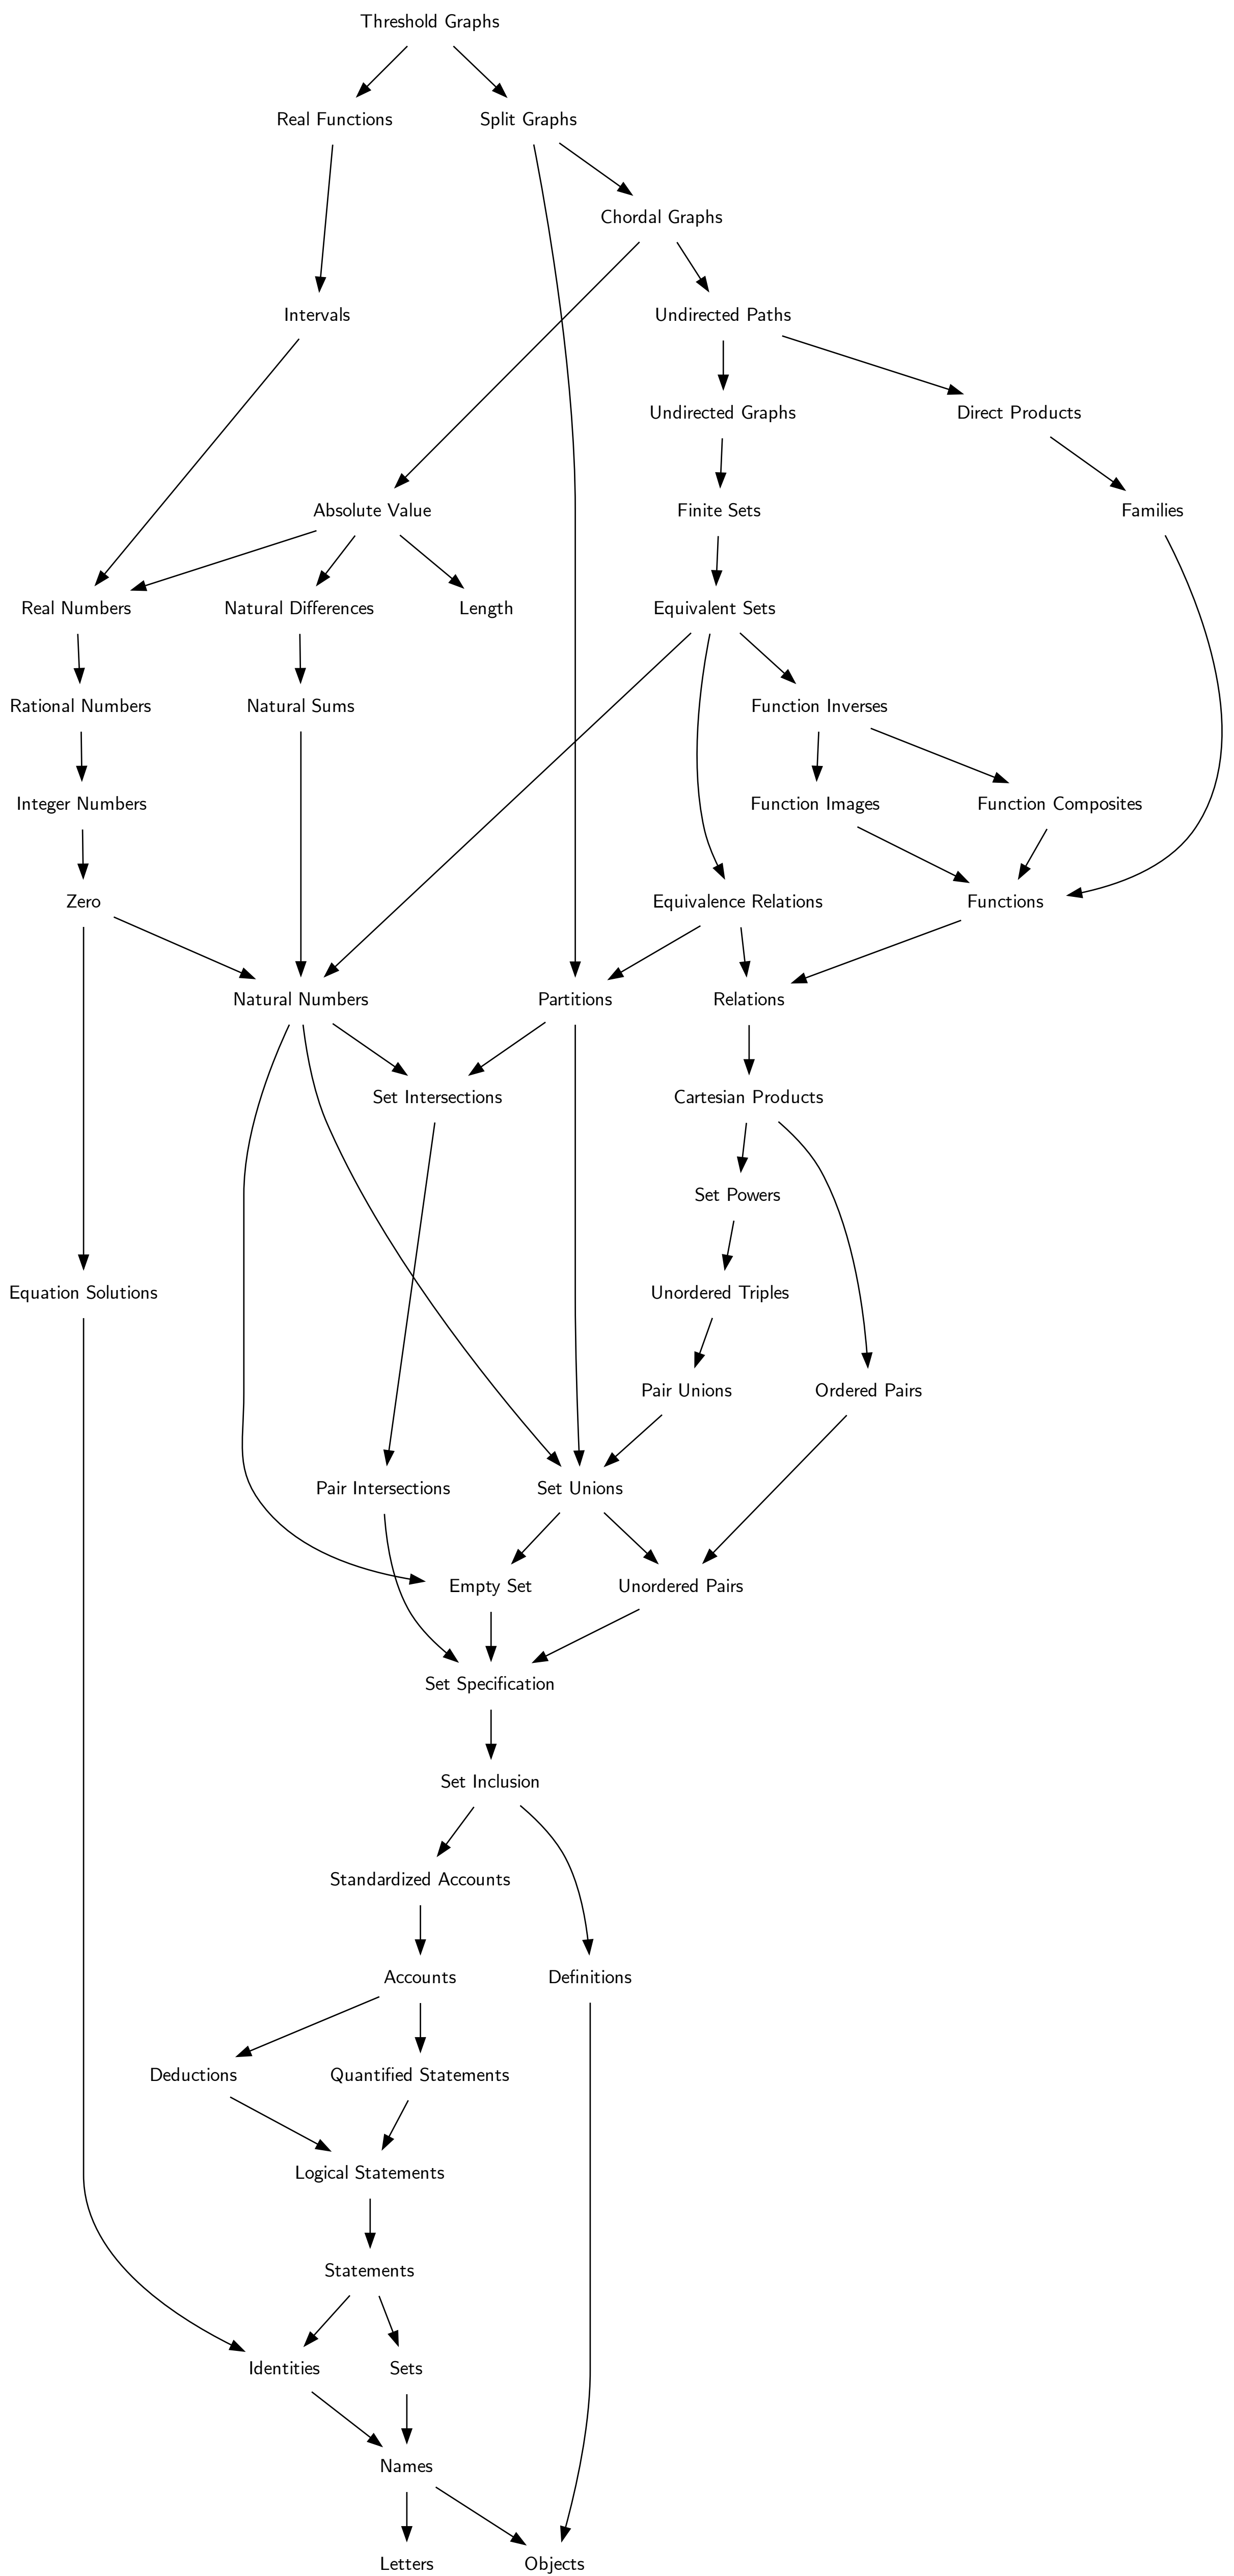 Threshold Graphs
Real Functions
Split Graphs
Chordal Graphs
Intervals
Undirected Paths
Undirected Graphs
Direct Products
Absolute Value
Finite Sets
Families
Real Numbers
Natural Differences
Length
Equivalent Sets
Rational Numbers
Natural Sums
Function Inverses
Integer Numbers
Function Images
Function Composites
Zero
Equivalence Relations
Functions
Natural Numbers
Partitions
Relations
Set Intersections
Cartesian Products
Set Powers
Equation Solutions
Unordered Triples
Pair Unions
Ordered Pairs
Pair Intersections
Set Unions
Empty Set
Unordered Pairs
Set Specification
Set Inclusion
Standardized Accounts
Accounts
Definitions
Deductions
Quantified Statements
Logical Statements
Statements
Identities
Sets
Names
Letters
Objects